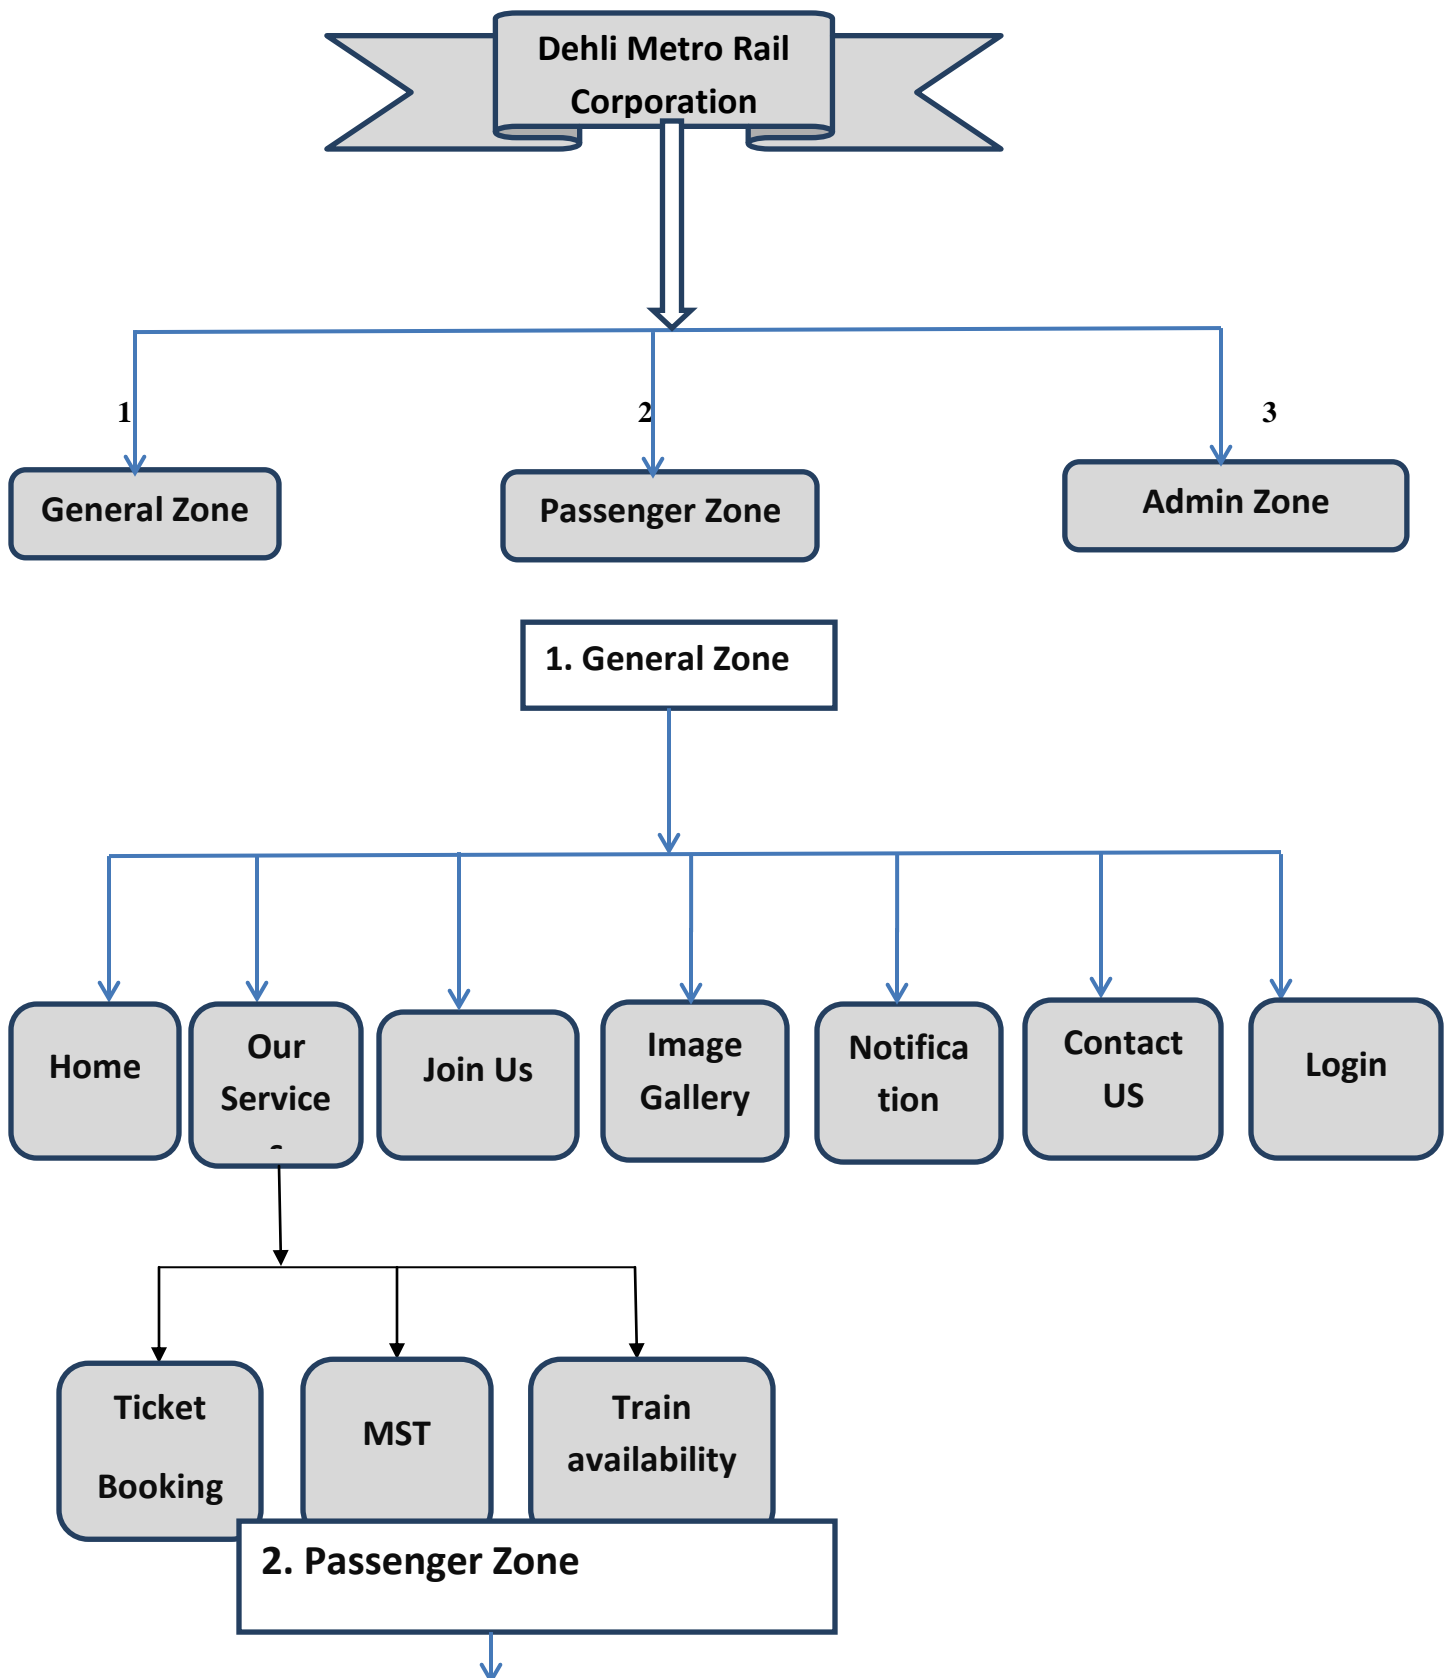 Dehli Metro Rail
Corporation
1
2
3
General Zone
Passenger Zone
Admin Zone
1. General Zone
Home
Our
Service
s
Join Us
Image
Gallery
Notifica
tion
Contact
US
Login
Ticket
Booking
MST
Train
availability
2. Passenger Zone